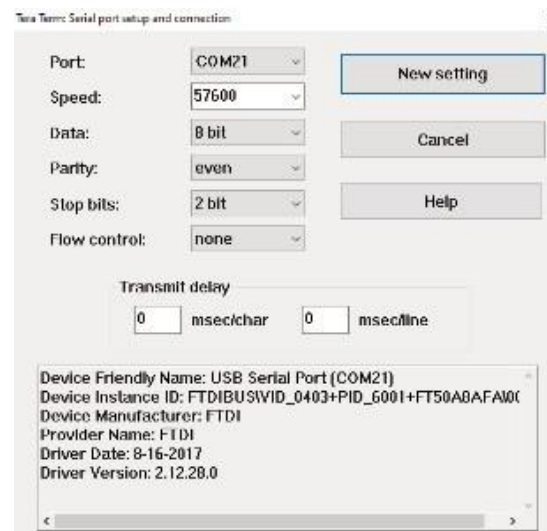 Tera Term: Serial port setup and connection
Port: COM21
New setting
Speed: 57600
Data: 8 bit
Cancel
Parity: even
Stop bits: 2 bit
Help
Flow control: none
Transmit delay
0 msec/char 0 msec/line
Device Friendly Name: USB Serial Port (COM21)
Device Instance ID: FTDIBUS\VID_0403+PID_6001+FT50A8AFA\00
Device Manufacturer: FTDI
Provider Name: FTDI
Driver Date: 8-16-2017
Driver Version: 2.12.28.0